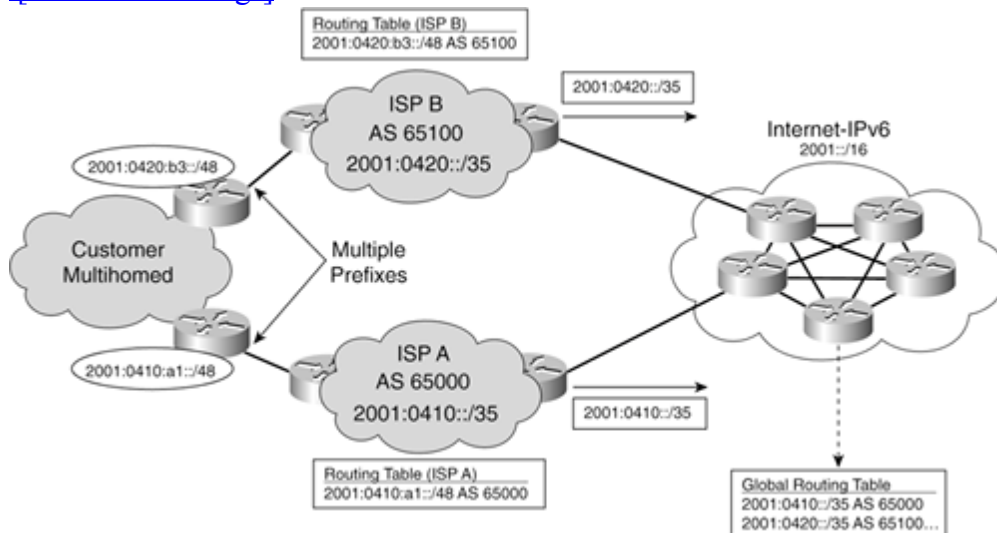 Routing Table (ISP B)
2001:0420:b3::/48 AS 65100
ISP B
AS 65100
2001:0420::/35
2001:0420::/35
Internet-IPv6
2001::/16
2001:0420:b3::/48
Customer
Multihomed
Multiple
Prefixes
2001:0410:a1::/48
ISP A
AS 65000
2001:0410::/35
2001:0410::/35
Routing Table (ISP A)
2001:0410:a1::/48 AS 65000
Global Routing Table
2001:0410::/35 AS 65000
2001:0420::/35 AS 65100...